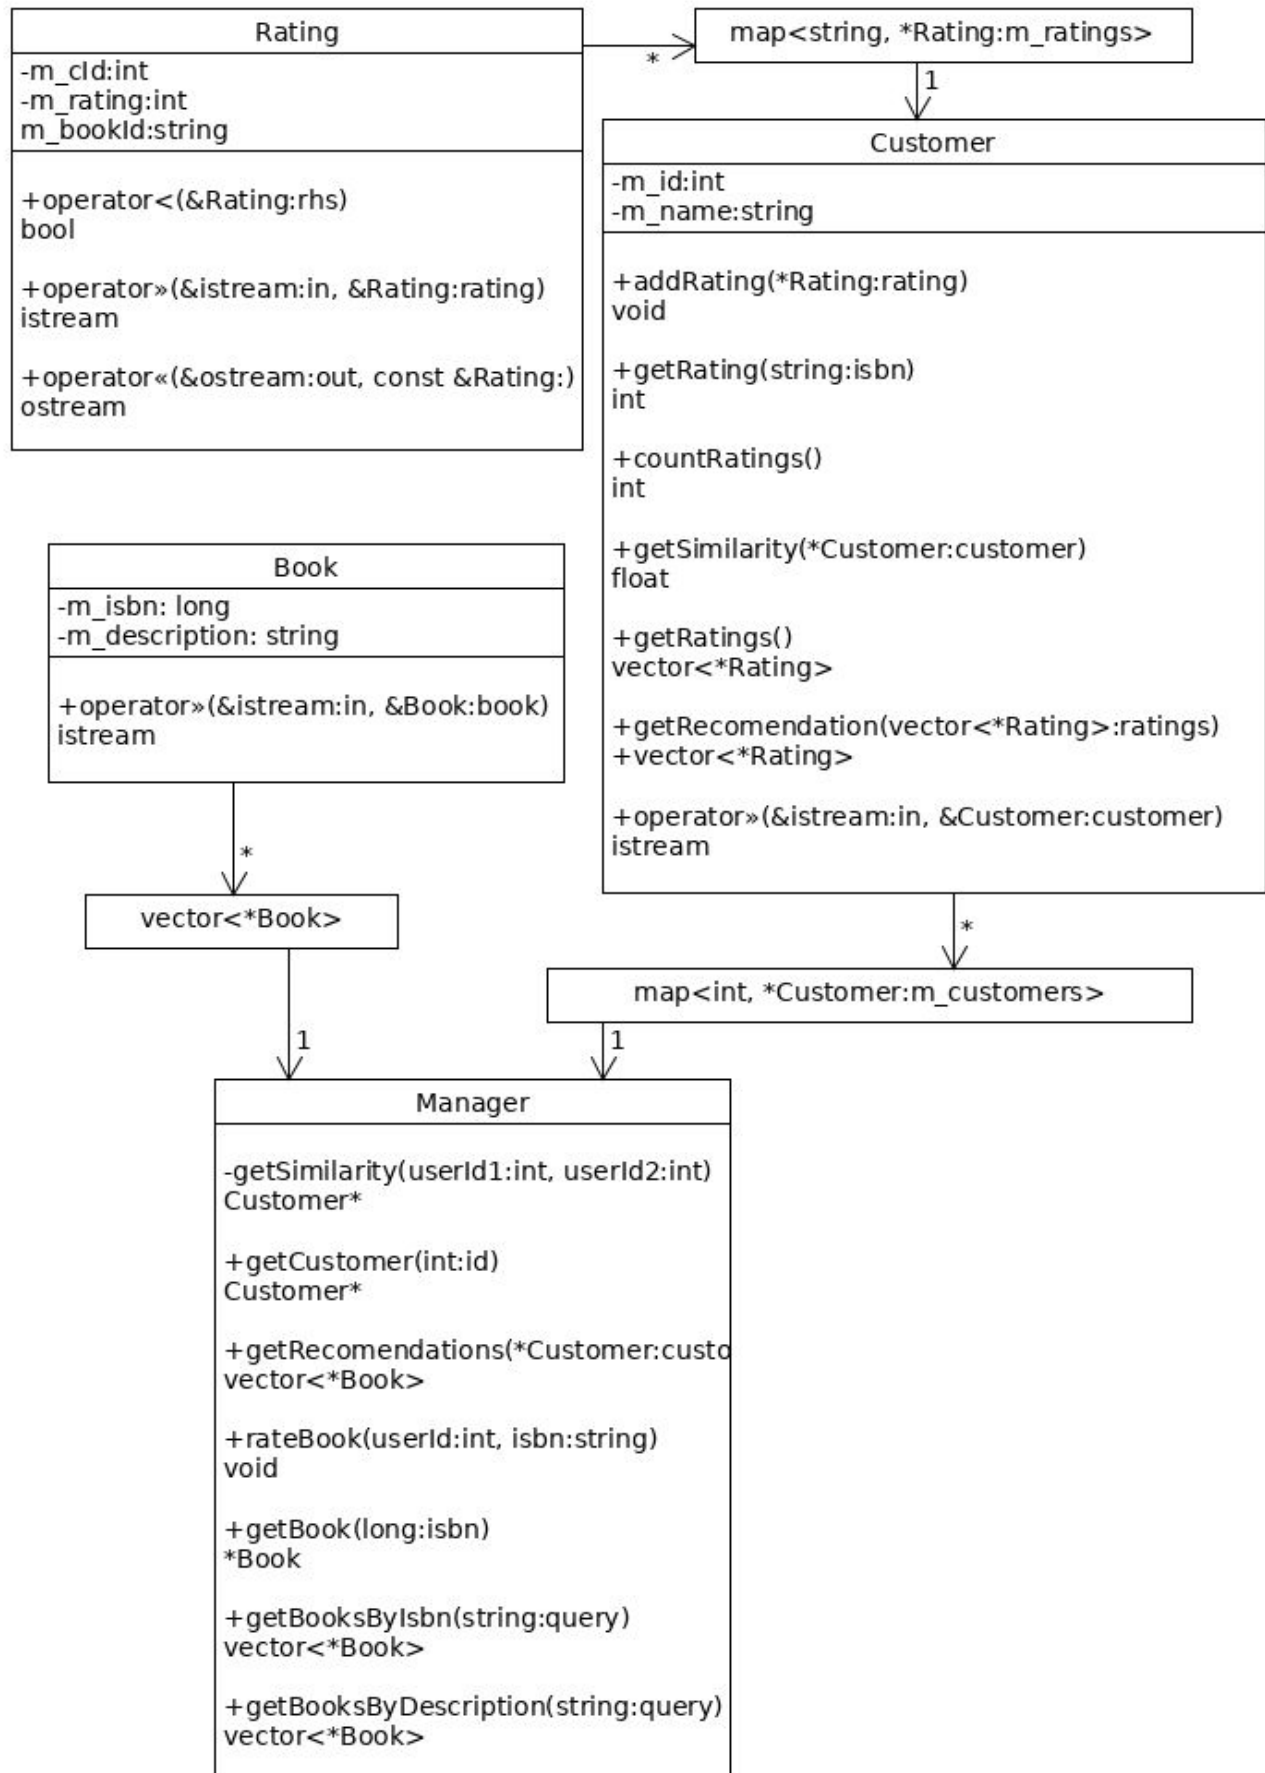 Rating
-m_cId:int
-m_rating:int
m_bookId:string
+operator<(&Rating:rhs)
bool
+operator»(&istream:in, &Rating:rating)
istream
+operator«(&ostream:out, const &Rating:)
ostream
*
map<string, *Rating:m_ratings>
1
Customer
-m_id:int
-m_name:string
+addRating(*Rating:rating)
void
+getRating(string:isbn)
int
+countRatings()
int
+getSimilarity(*Customer:customer)
float
+getRatings()
vector<*Rating>
+getRecomendation(vector<*Rating>:ratings)
+vector<*Rating>
+operator»(&istream:in, &Customer:customer)
istream
Book
-m_isbn: long
-m_description: string
+operator»(&istream:in, &Book:book)
istream
*
vector<*Book>
*
map<int, *Customer:m_customers>
1
1
Manager
-getSimilarity(userId1:int, userId2:int)
Customer*
+getCustomer(int:id)
Customer*
+getRecomendations(*Customer:custo
vector<*Book>
+rateBook(userId:int, isbn:string)
void
+getBook(long:isbn)
*Book
+getBooksByIsbn(string:query)
vector<*Book>
+getBooksByDescription(string:query)
vector<*Book>